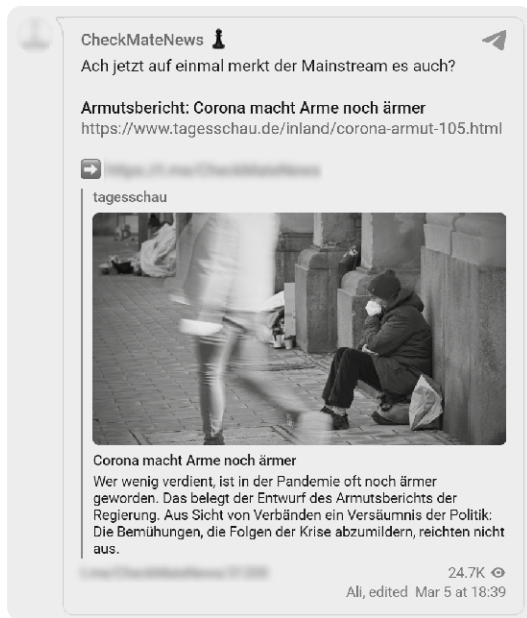 CheckMateNews
Ach jetzt auf einmal merkt der Mainstream es auch?
Armutsbericht: Corona macht Arme noch ärmer
https://www.tagesschau.de/inland/corona-armut-105.html
tagesschau
Corona macht Arme noch ärmer
Wer wenig verdient, ist in der Pandemie oft noch ärmer
geworden. Das belegt der Entwurf des Armutsberichts der
Regierung. Aus Sicht von Verbänden ein Versäumnis der Politik:
Die Bemühungen, die Folgen der Krise abzumildern, reichten nicht
aus.
24.7K
Ali, edited Mar 5 at 18:39